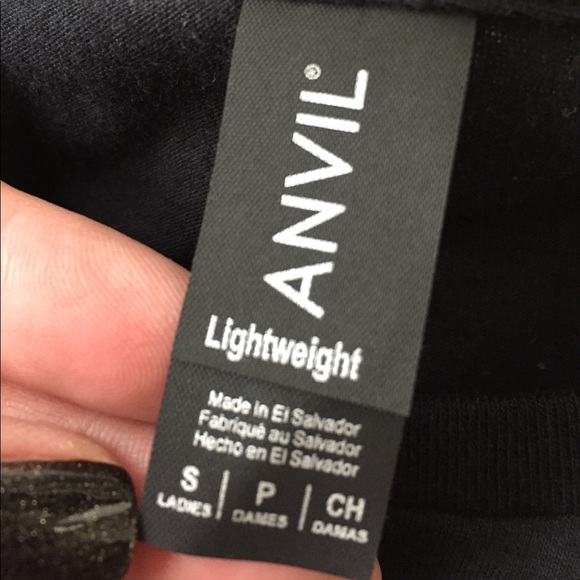 ANVIL®
Lightweight
Made in El Salvador
Fabriqué au Salvador
Hecho en El Salvador
S | P | CH
LADIES | DAMES | DAMAS